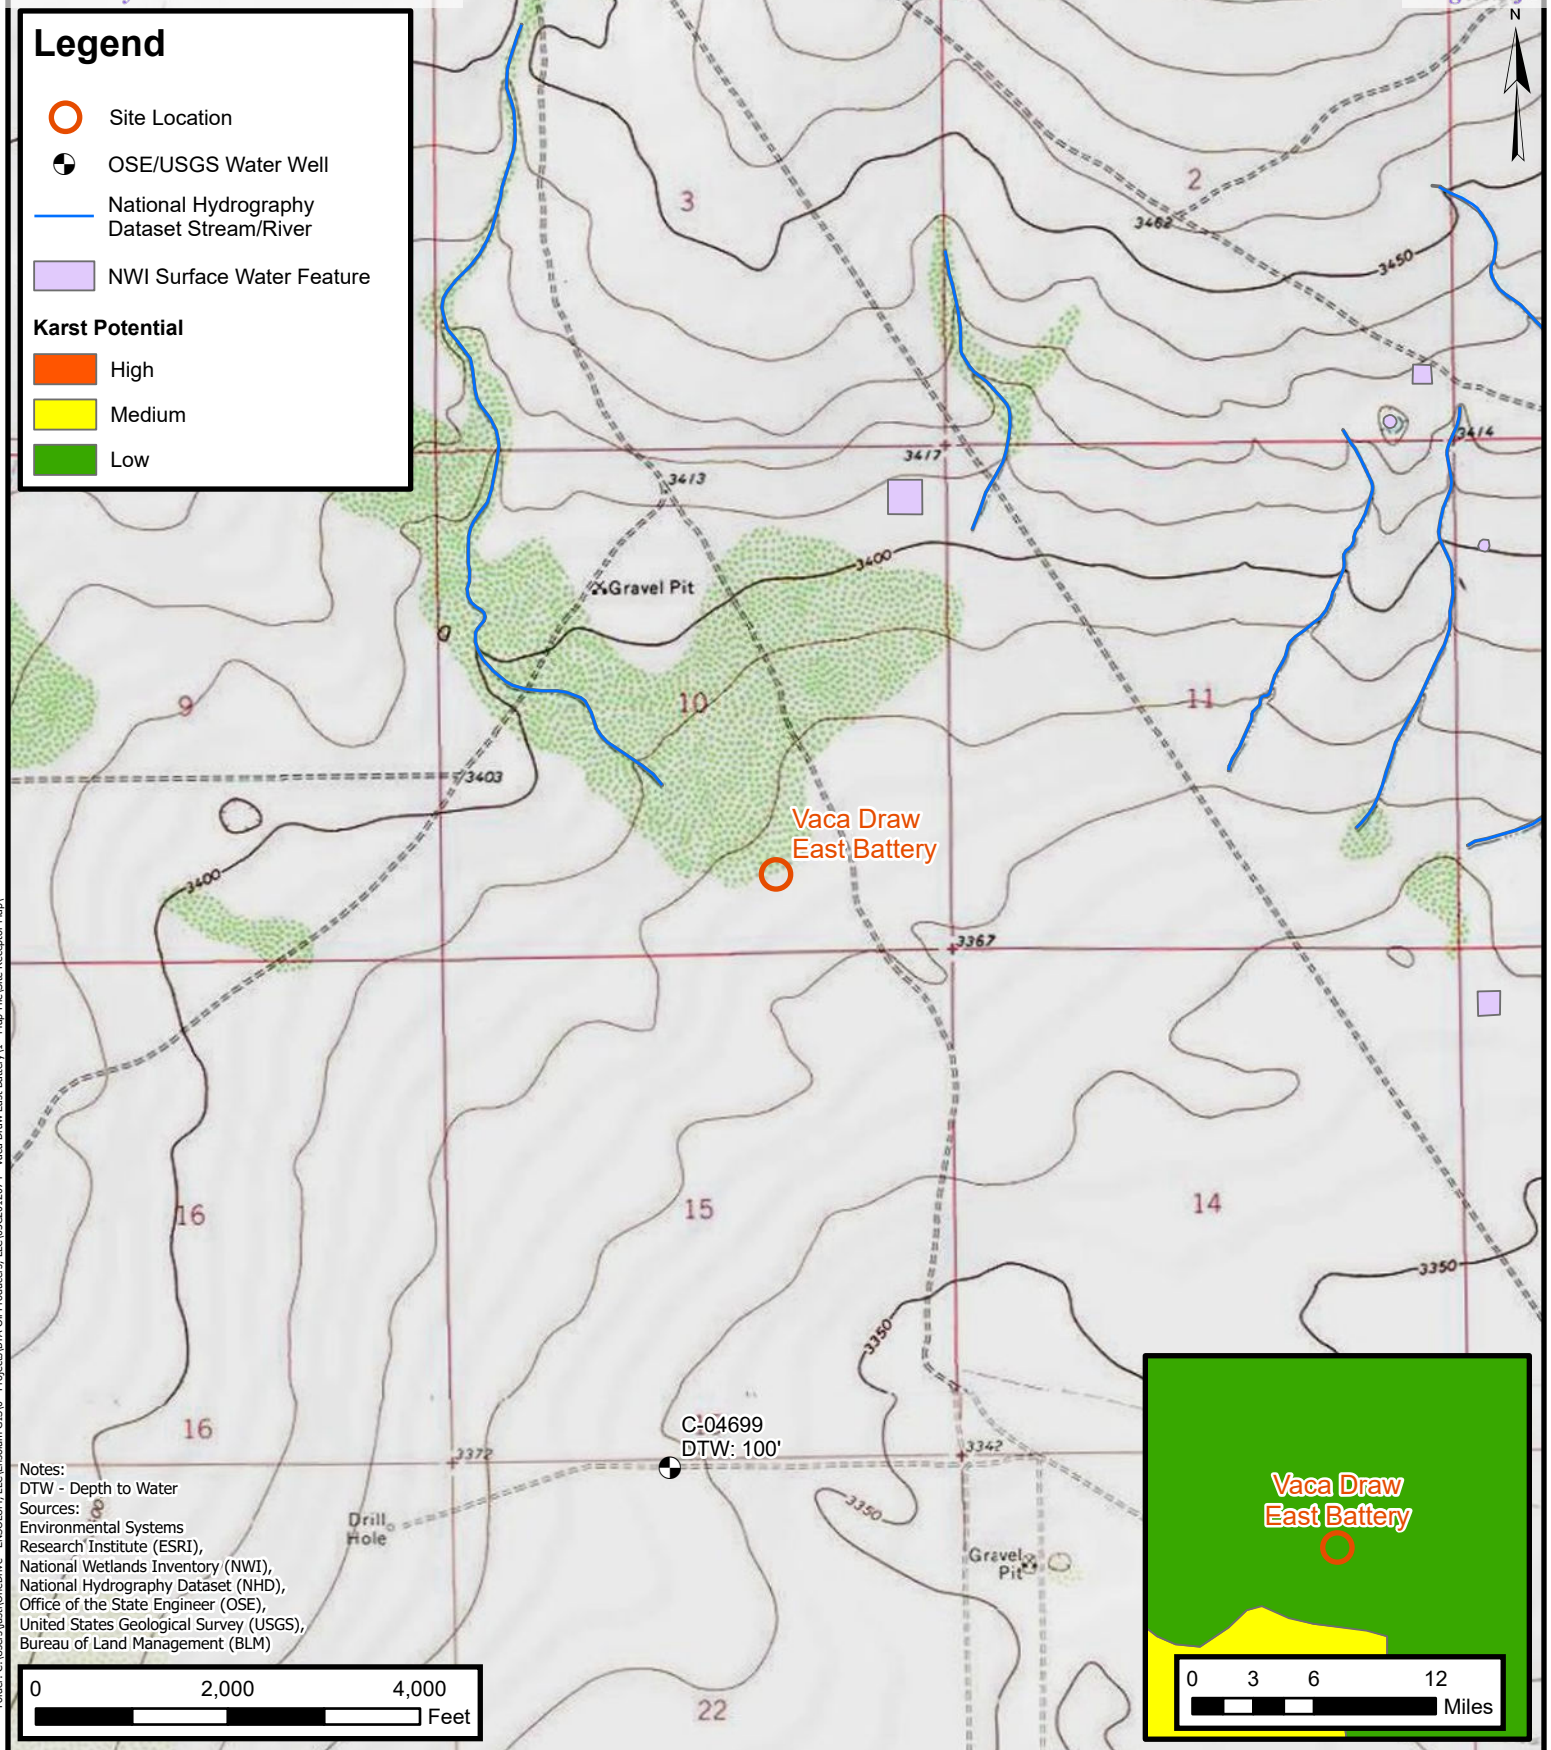 Legend
Site Location
OSE/USGS Water Well
National Hydrography
Dataset Stream/River
NWI Surface Water Feature
Karst Potential
High
Medium
Low
N
3
2
3462
3450
3414
3417
3413
Gravel Pit
3400
9
10
11
3403
Vaca Draw
East Battery
3400
3367
16
15
14
3350
3350
16
C-04699
DTW: 100'
3372
3342
3350
Drill
Hole
Gravel
Pit
22
Notes:
DTW - Depth to Water
Sources:
Environmental Systems
Research Institute (ESRI),
National Wetlands Inventory (NWI),
National Hydrography Dataset (NHD),
Office of the State Engineer (OSE),
United States Geological Survey (USGS),
Bureau of Land Management (BLM)
0 2,000 4,000
Feet
Vaca Draw
East Battery
0 3 6 12
Miles